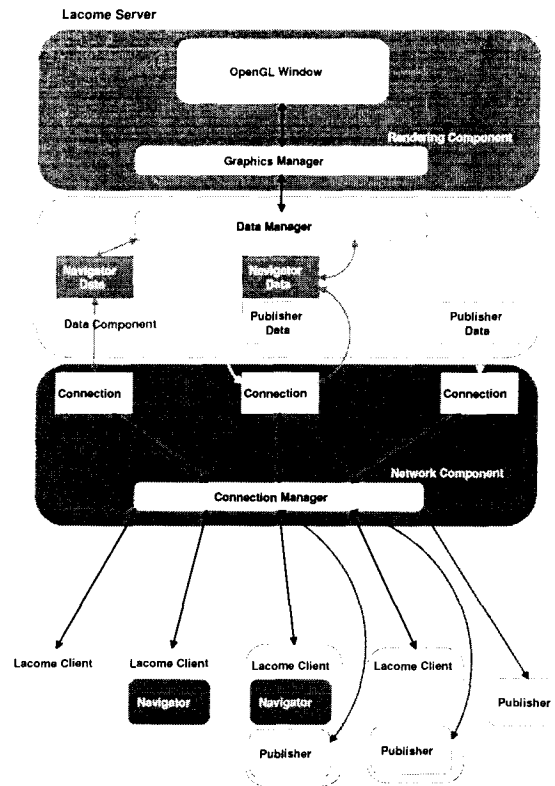 Lacome Server
OpenGL Window
Rendering Component
Graphics Manager
Data Manager
Navigator
Data
Navigator
Data
Data Component
Publisher
Data
Publisher
Data
Connection
Connection
Connection
Network Component
Connection Manager
Lacome Client
Lacome Client
Navigator
Lacome Client
Navigator
Publisher
Lacome Client
Publisher
Publisher